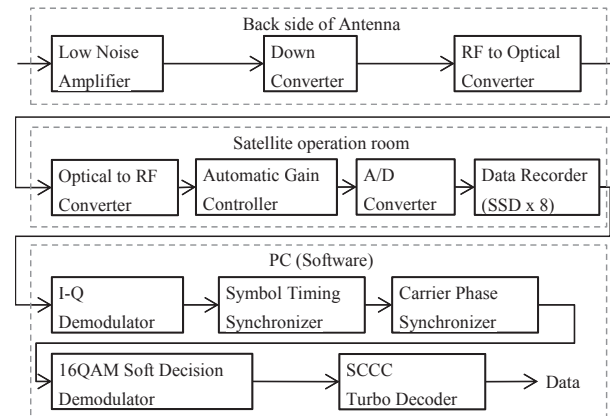 Back side of Antenna
Low Noise
Amplifier
Down
Converter
RF to Optical
Converter
Satellite operation room
Optical to RF
Converter
Automatic Gain
Controller
A/D
Converter
Data Recorder
(SSD x 8)
PC (Software)
I-Q
Demodulator
Symbol Timing
Synchronizer
Carrier Phase
Synchronizer
16QAM Soft Decision
Demodulator
SCCC
Turbo Decoder
Data